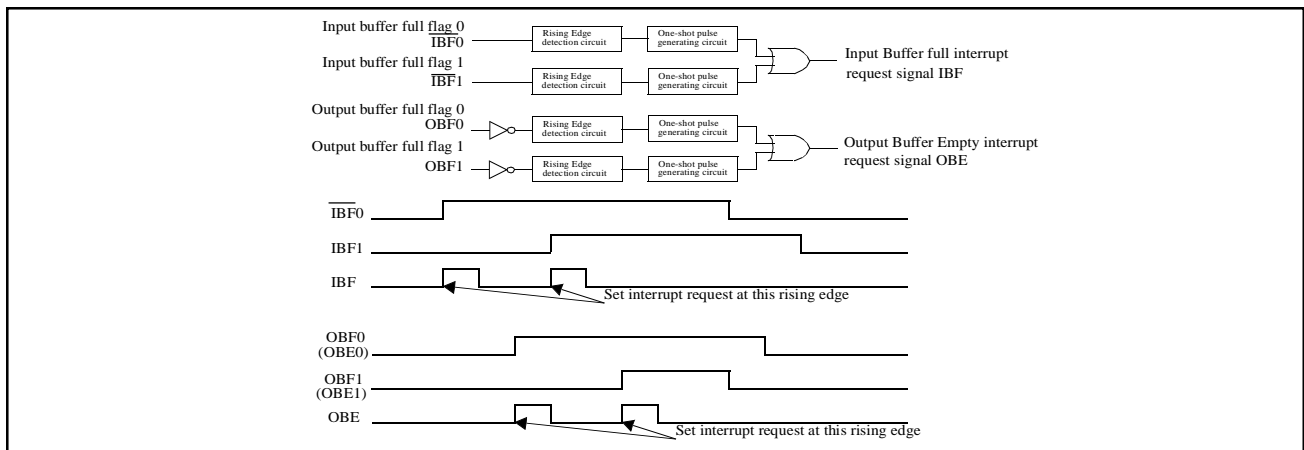 Input buffer full flag 0
IBF0
Rising Edge
detection circuit
One-shot pulse
generating circuit
Input buffer full flag 1
IBF1
Rising Edge
detection circuit
One-shot pulse
generating circuit
Input Buffer full interrupt
request signal IBF
Output buffer full flag 0
OBF0
Rising Edge
detection circuit
One-shot pulse
generating circuit
Output buffer full flag 1
OBF1
Rising Edge
detection circuit
One-shot pulse
generating circuit
Output Buffer Empty interrupt
request signal OBE
IBF0
IBF1
IBF
Set interrupt request at this rising edge
OBF0
(OBE0)
OBF1
(OBE1)
OBE
Set interrupt request at this rising edge